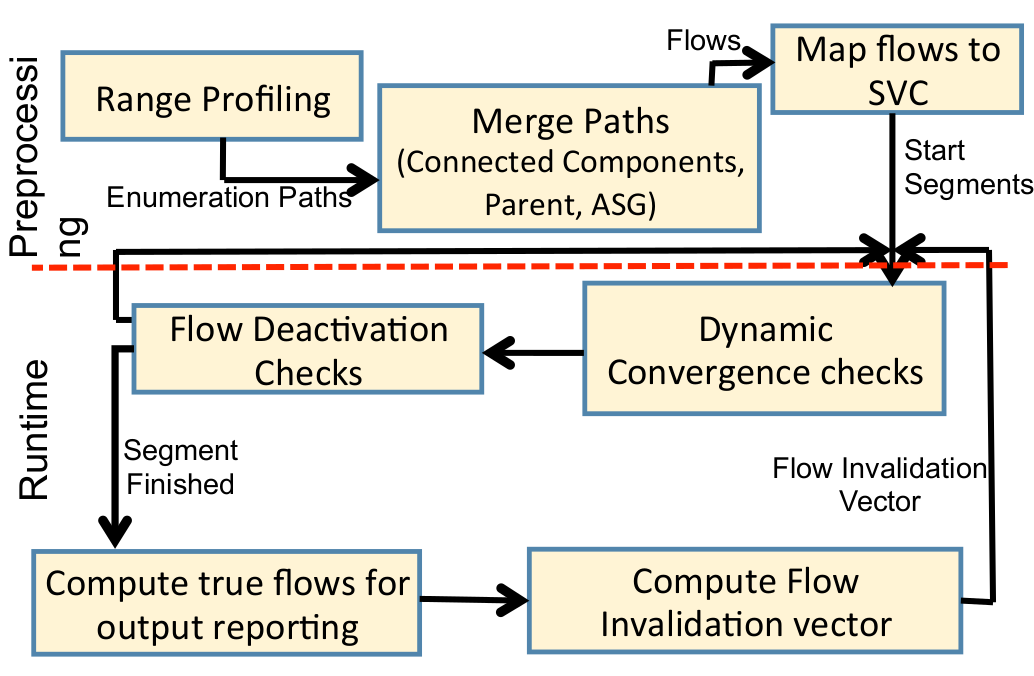 Preprocessi
ng
Range Profiling
Enumeration Paths
Merge Paths
(Connected Components,
Parent, ASG)
Flows
Map flows to
SVC
Start
Segments
Runtime
Flow Deactivation
Checks
Dynamic
Convergence checks
Segment
Finished
Flow Invalidation
Vector
Compute true flows for
output reporting
Compute Flow
Invalidation vector